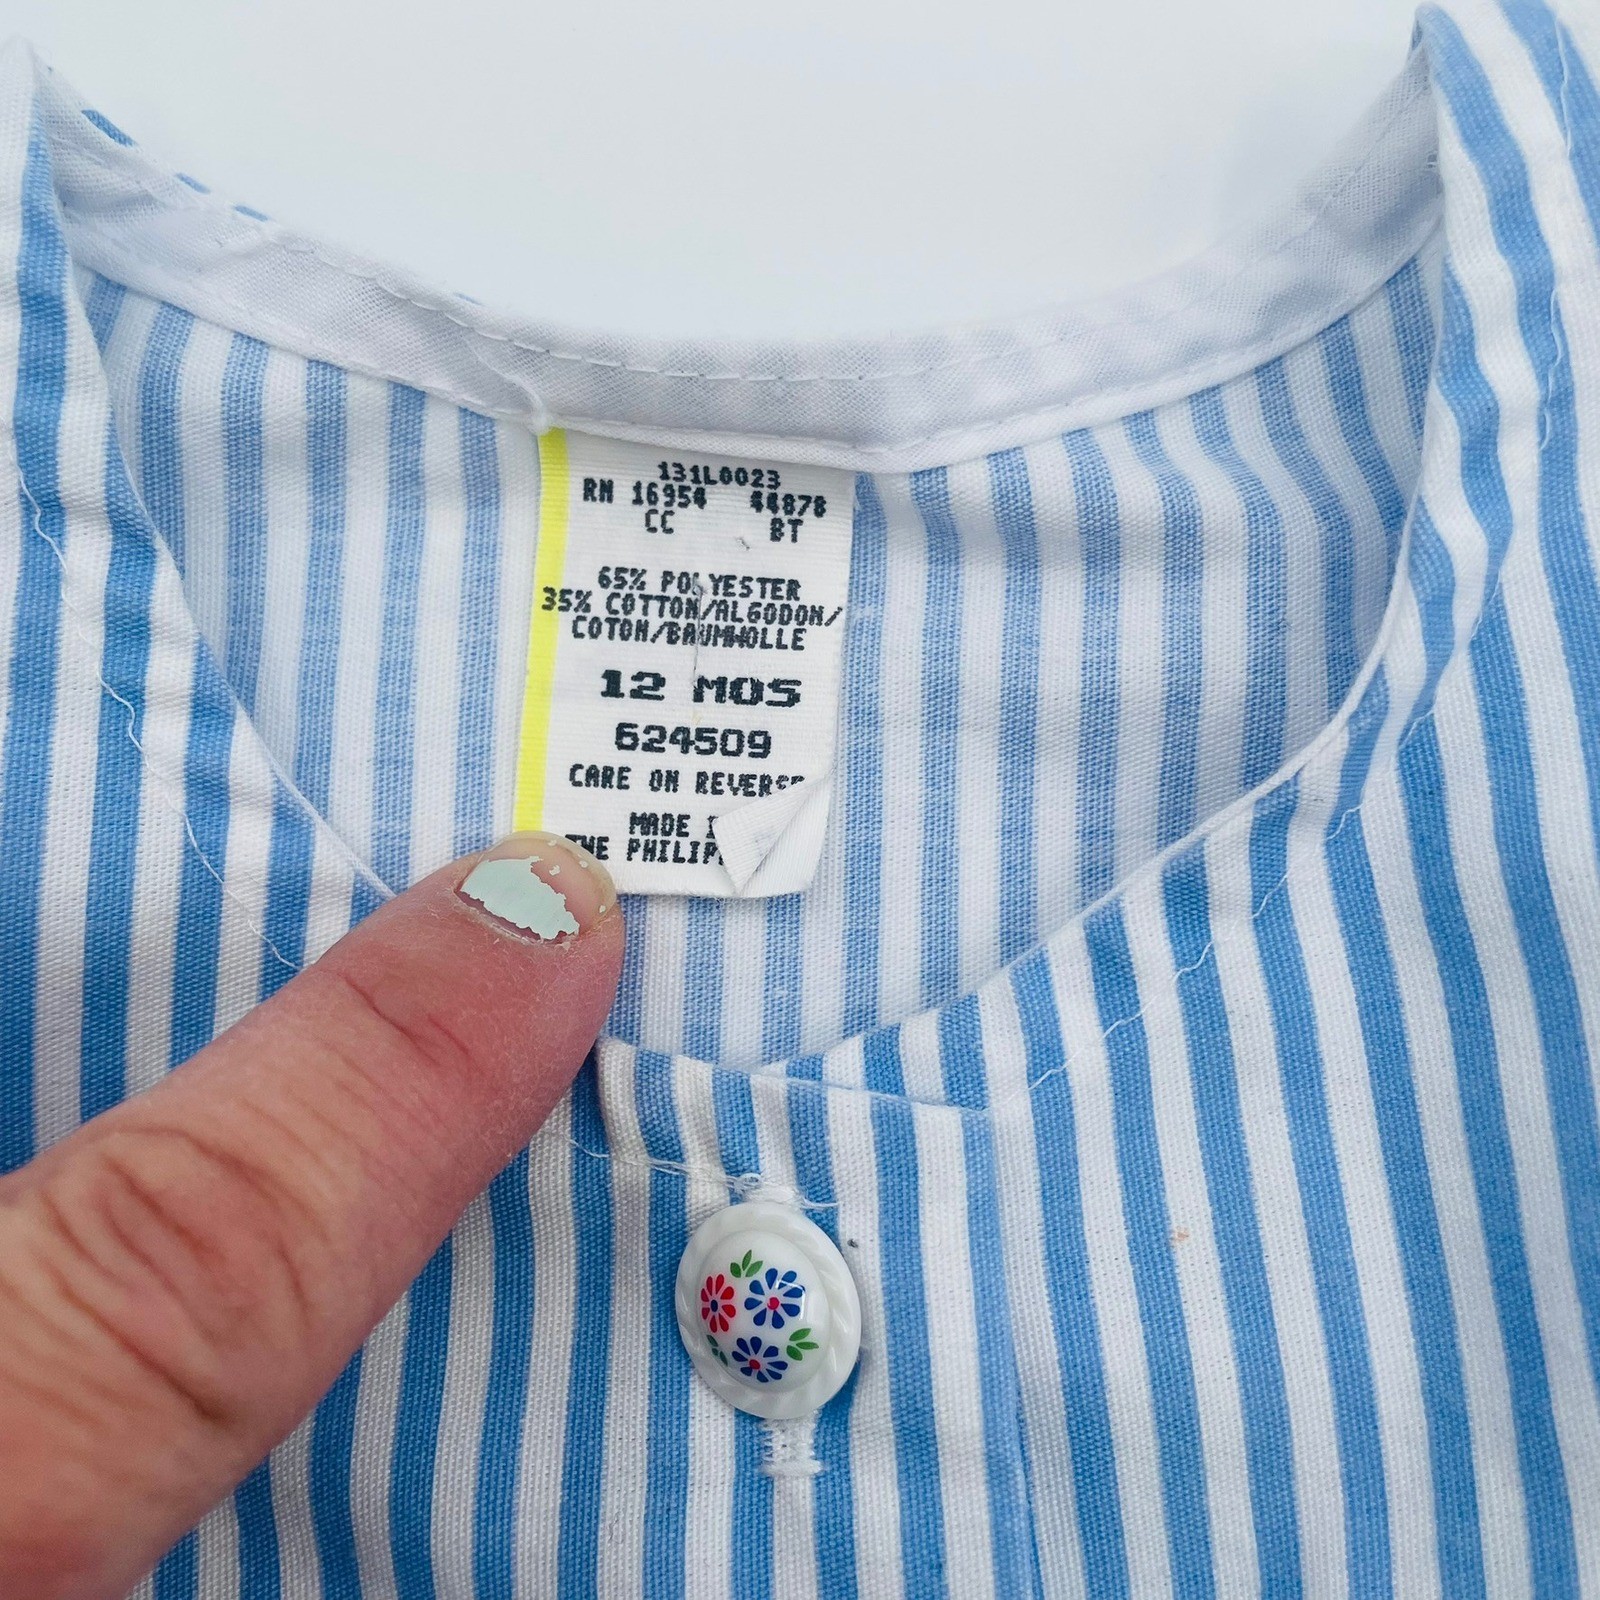 131L0023
RN 16954 44878
CC BT
65% POLYESTER
35% COTTON/ALGODON/
COTON/BAUMWOLLE
12 MOS
624509
CARE ON REVERSE
MADE I
THE PHILIPP